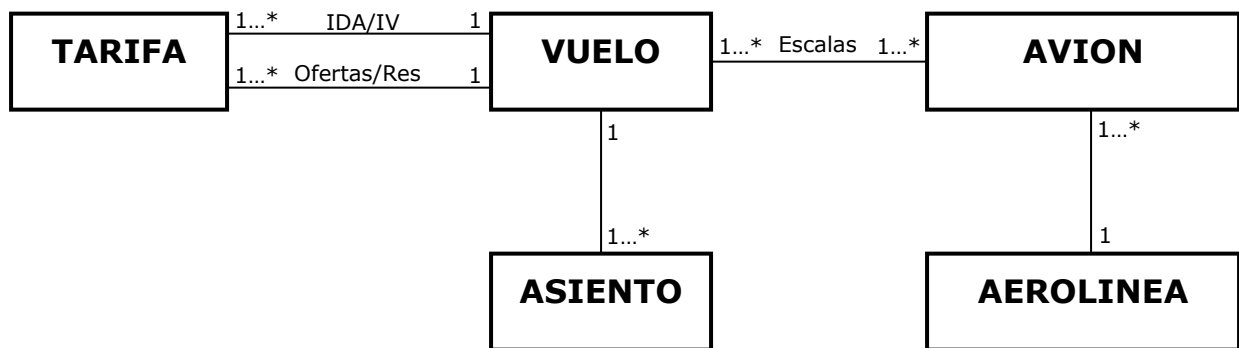 1…* IDA/IV 1
TARIFA
VUELO
1…* Escalas 1…*
AVION
1…* Ofertas/Res 1
1
1…*
1…*
1
ASIENTO
AEROLINEA